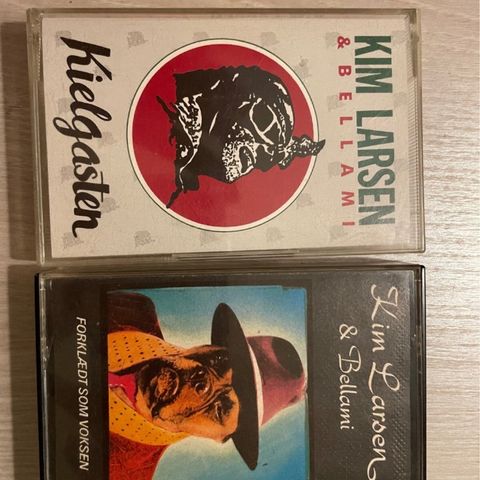 KIM LARSEN
& BELLAMI
Kielgasten
Kim Larsen
& Bellami
FORKLÆDT SOM VOKSEN